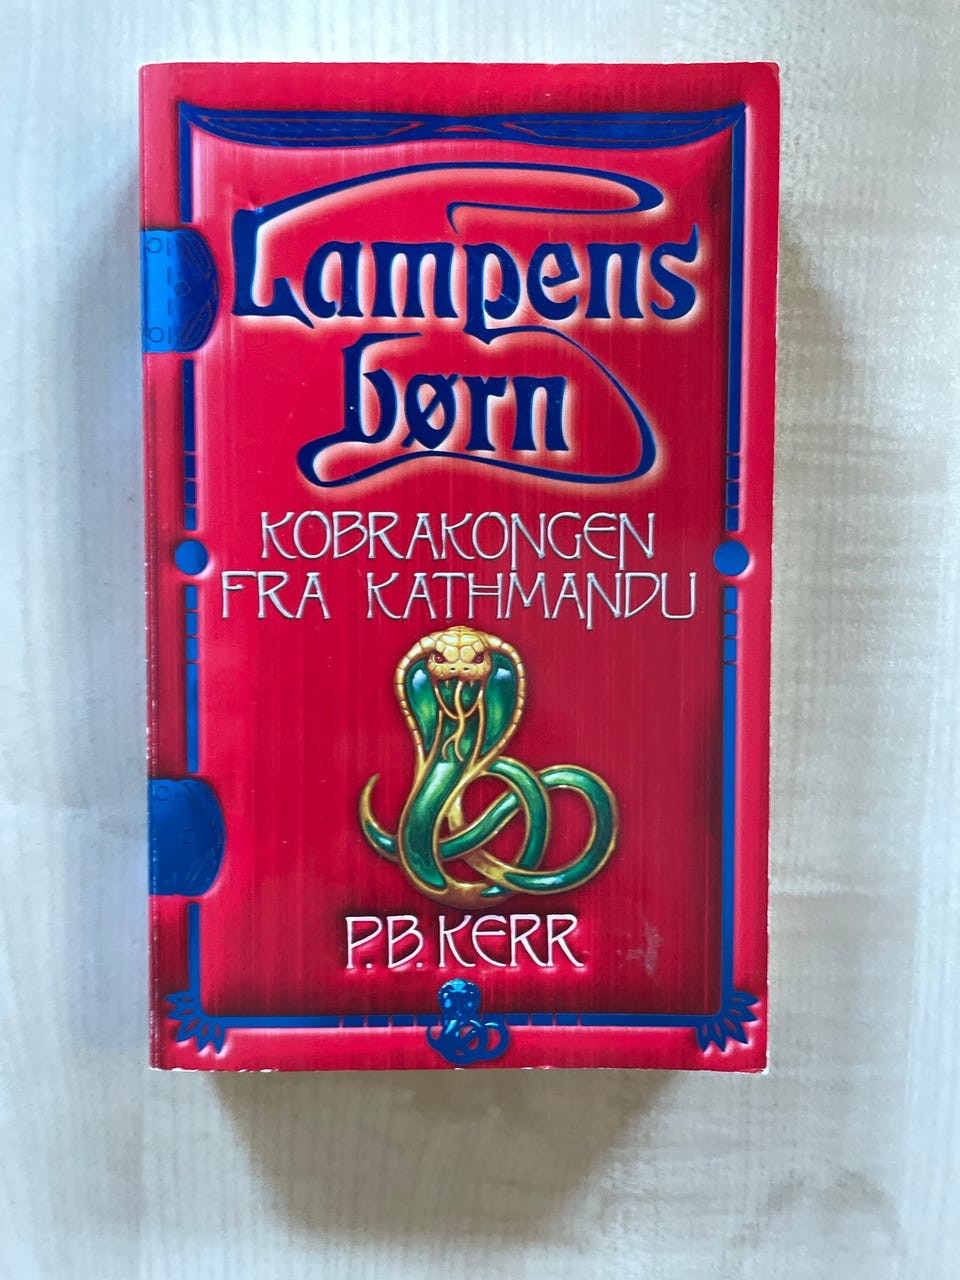 Lampens
børn
KOBRAKONGEN
FRA KATHMANDU
P.B. KERR